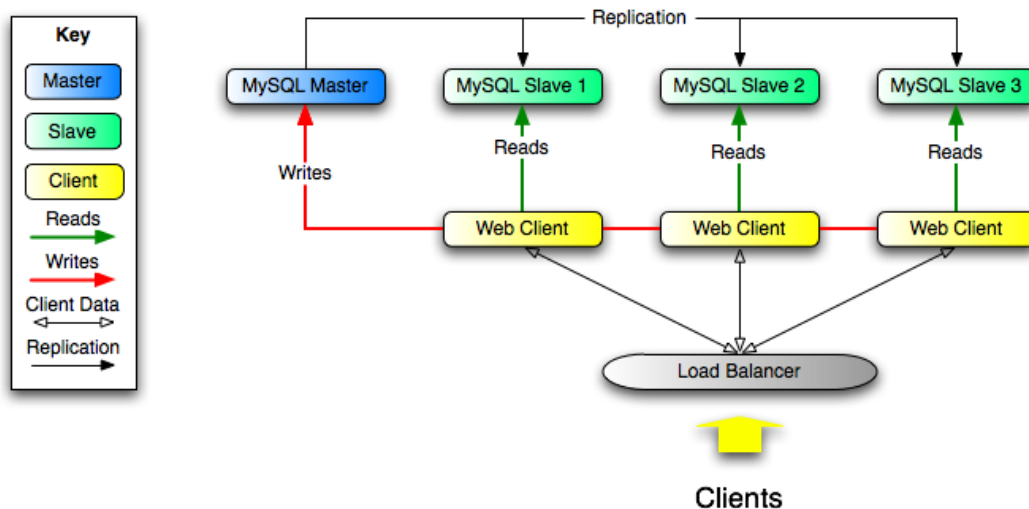 Key
Master
Slave
Client
Reads
Writes
Client Data
Replication
Replication
MySQL Master
MySQL Slave 1
MySQL Slave 2
MySQL Slave 3
Writes
Reads
Reads
Reads
Web Client
Web Client
Web Client
Load Balancer
Clients